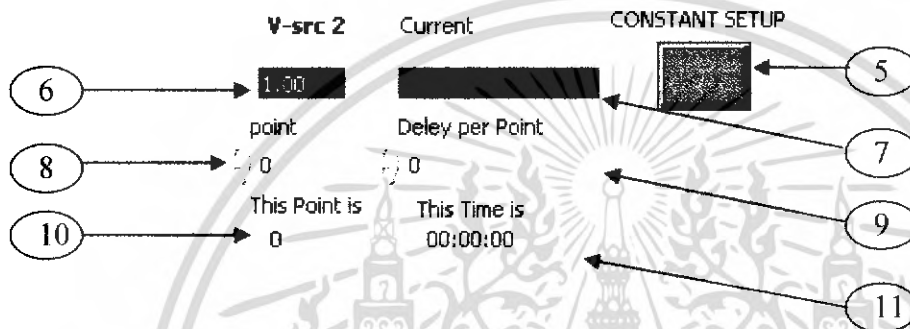 V-src 2 Current CONSTANT SETUP
6 1.00 5
point Deley per Point 7
8 0 0
This Point is This Time is 9
10 0 00:00:00
11